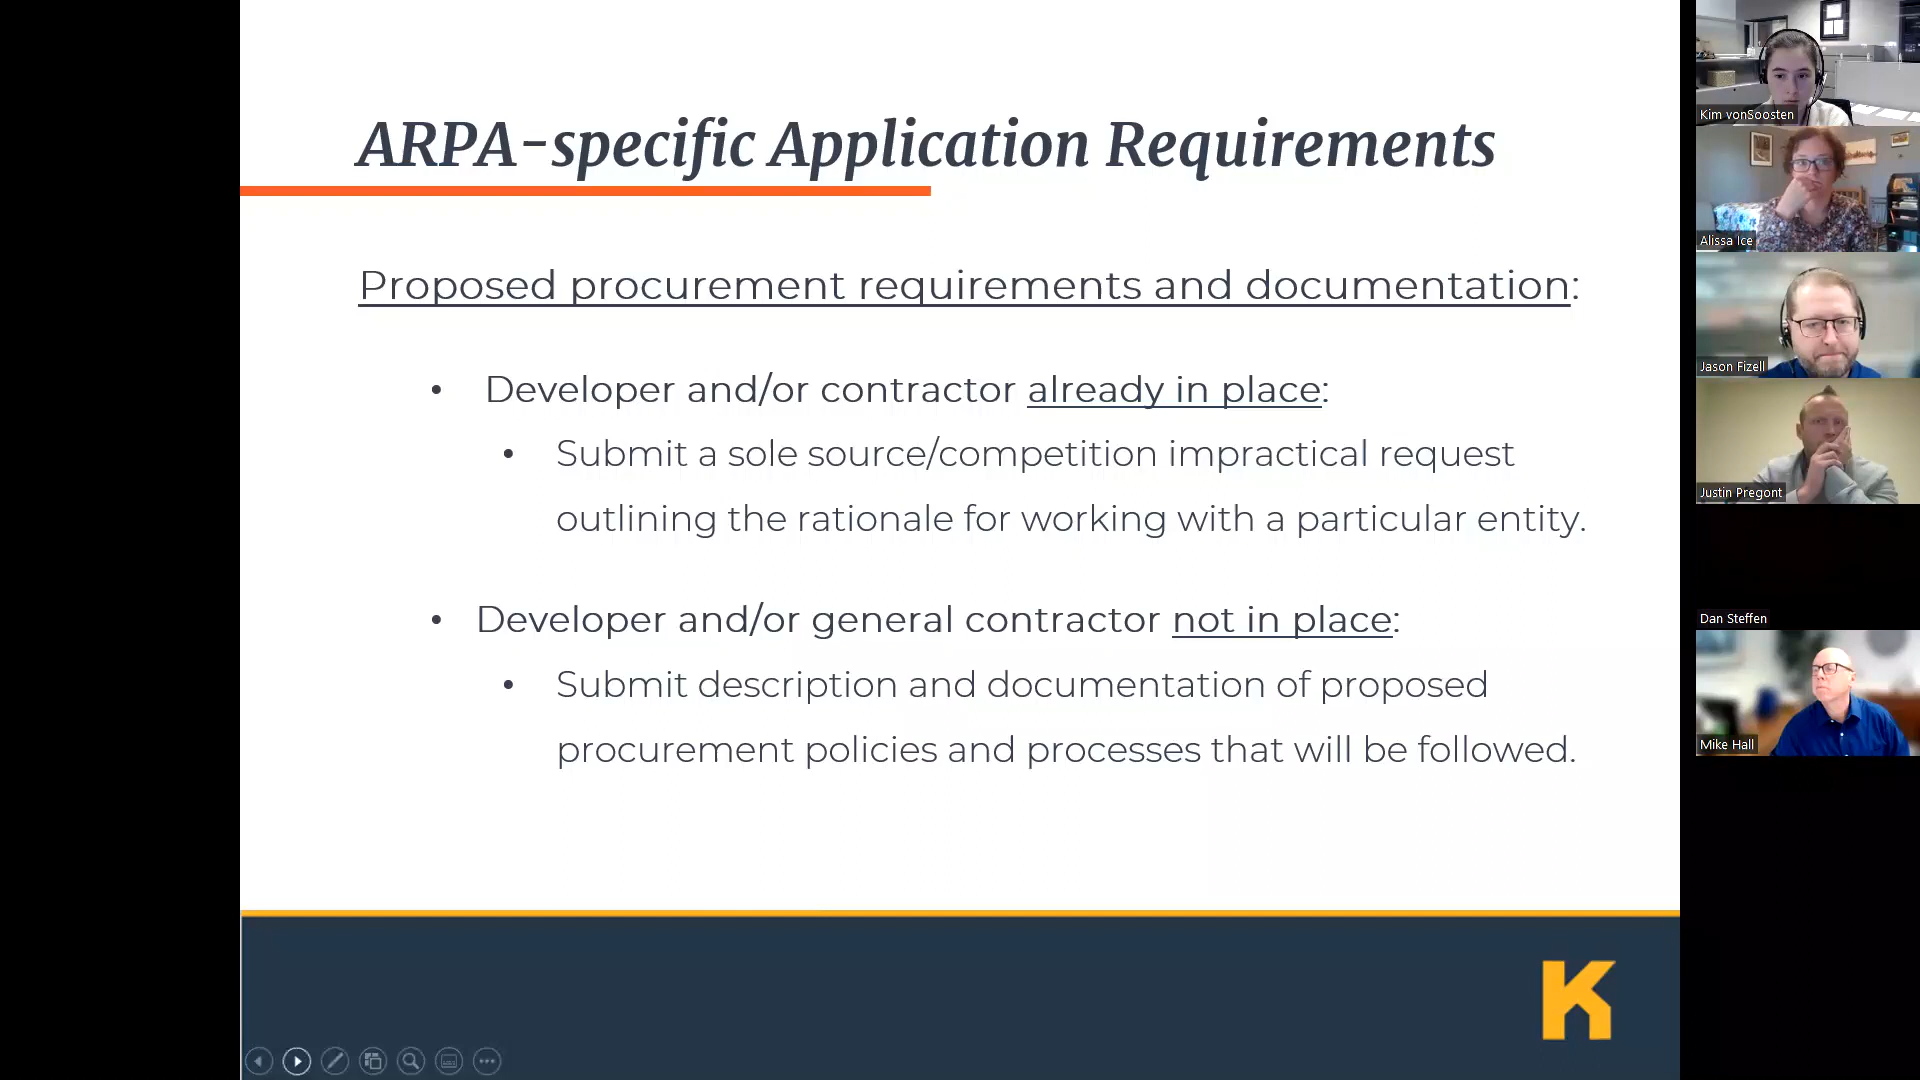 ARPA-specific Application Requirements
Proposed procurement requirements and documentation:
• Developer and/or contractor already in place:
• Submit a sole source/competition impractical request
outlining the rationale for working with a particular entity.
• Developer and/or general contractor not in place:
• Submit description and documentation of proposed
procurement policies and processes that will be followed.
K
Kim vonSoosten
Alissa Ice
Jason Fizell
Justin Pregont
Dan Steffen
Mike Hall